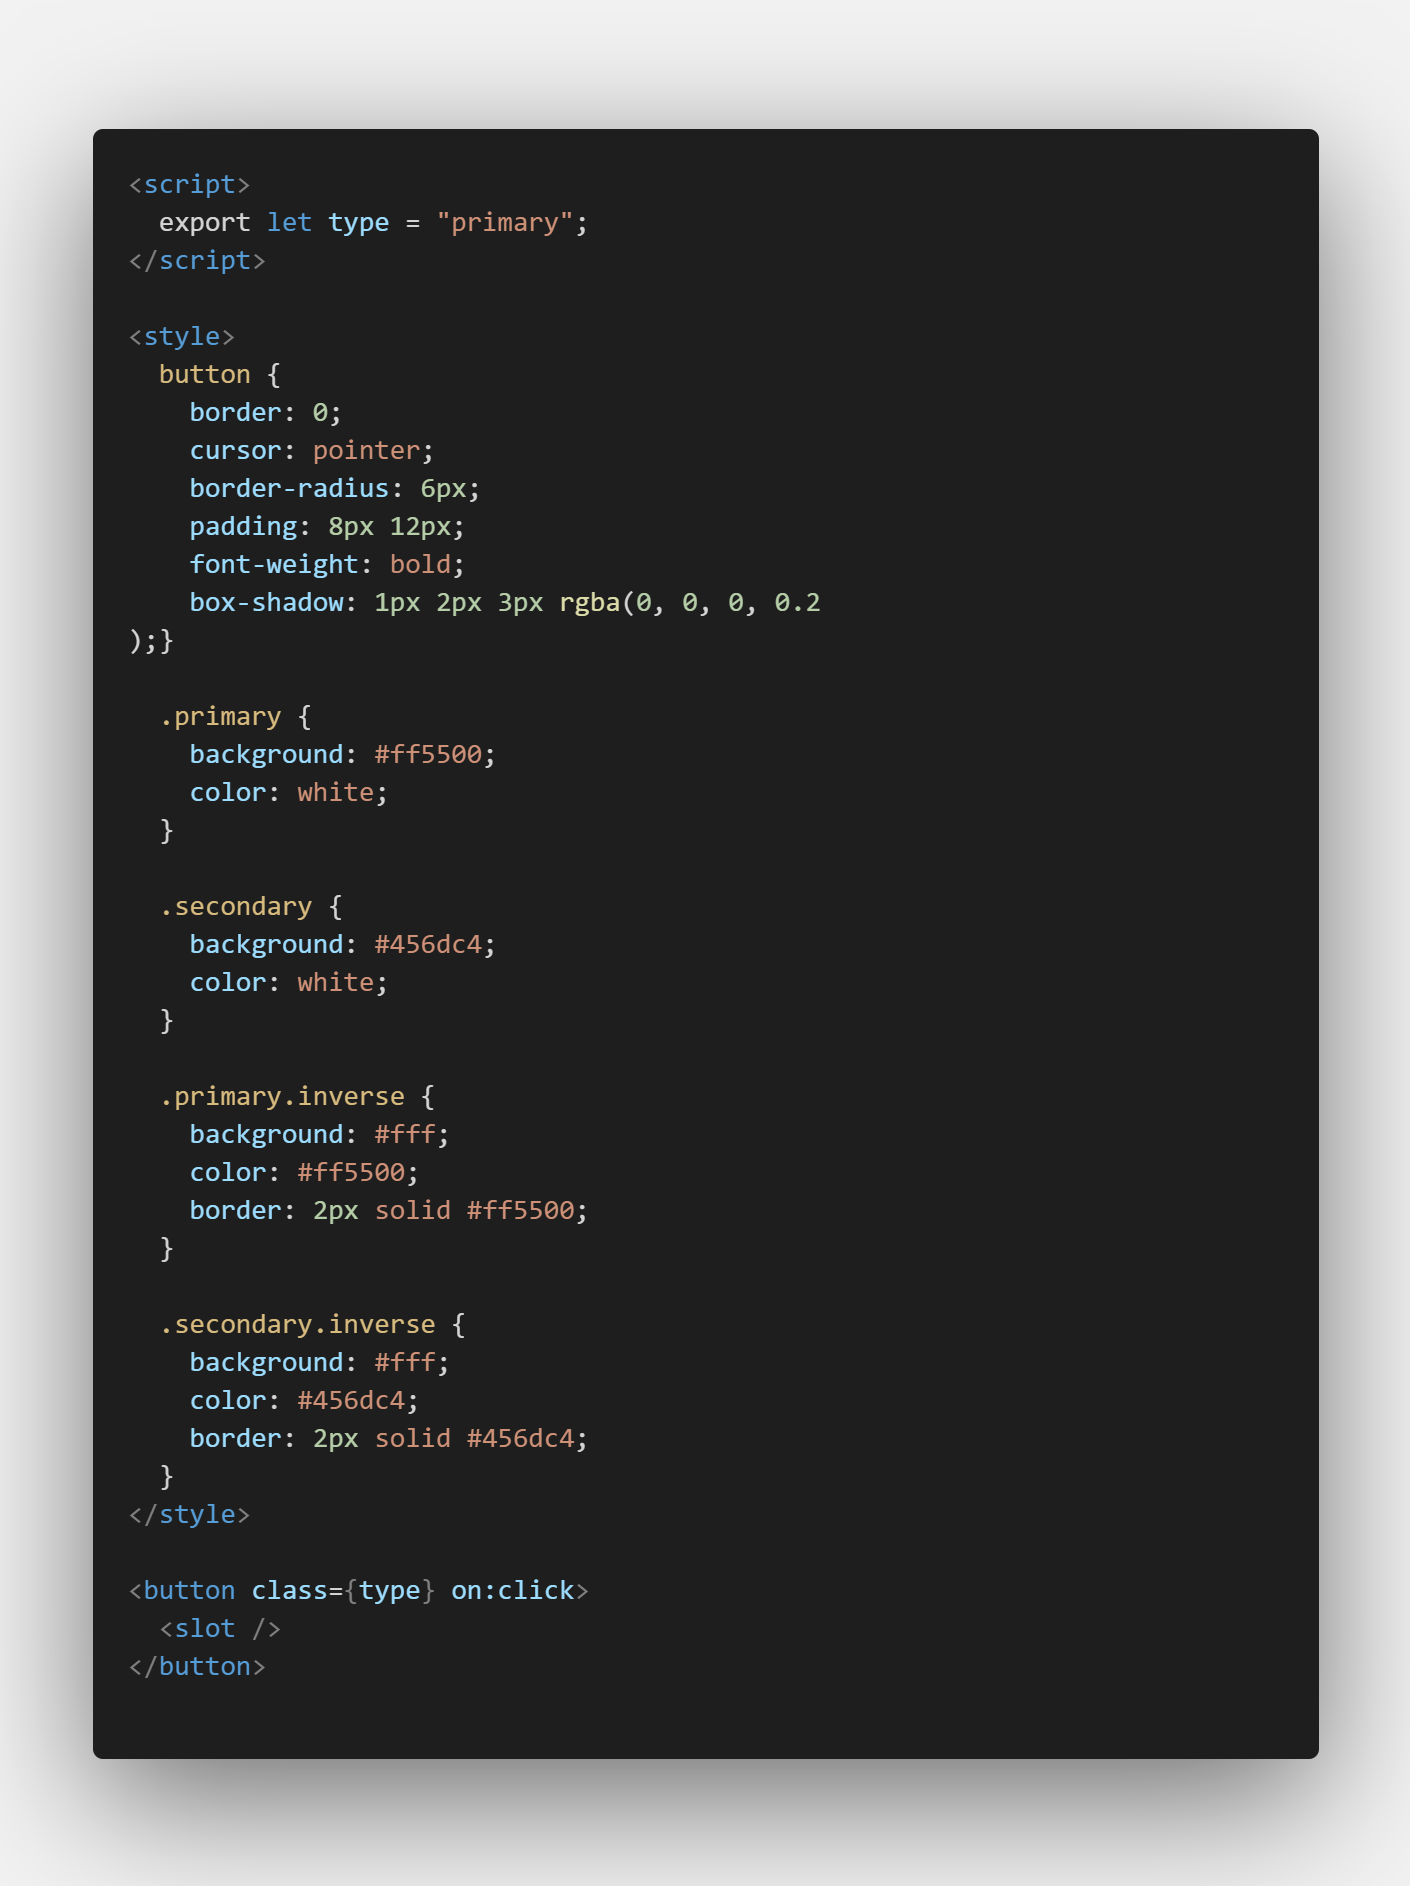 <script>
  export let type = "primary";
</script>

<style>
  button {
    border: 0;
    cursor: pointer;
    border-radius: 6px;
    padding: 8px 12px;
    font-weight: bold;
    box-shadow: 1px 2px 3px rgba(0, 0, 0, 0.2
);}

  .primary {
    background: #ff5500;
    color: white;
  }

  .secondary {
    background: #456dc4;
    color: white;
  }

  .primary.inverse {
    background: #fff;
    color: #ff5500;
    border: 2px solid #ff5500;
  }

  .secondary.inverse {
    background: #fff;
    color: #456dc4;
    border: 2px solid #456dc4;
  }
</style>

<button class={type} on:click>
  <slot />
</button>